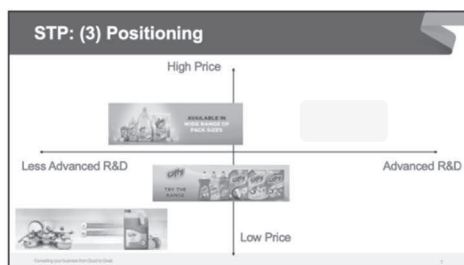 STP: (3) Positioning
High Price
AVAILABLE IN
WIDE RANGE OF
PACK SIZES
Less Advanced R&D
Advanced R&D
TRY THE
RANGE
Low Price